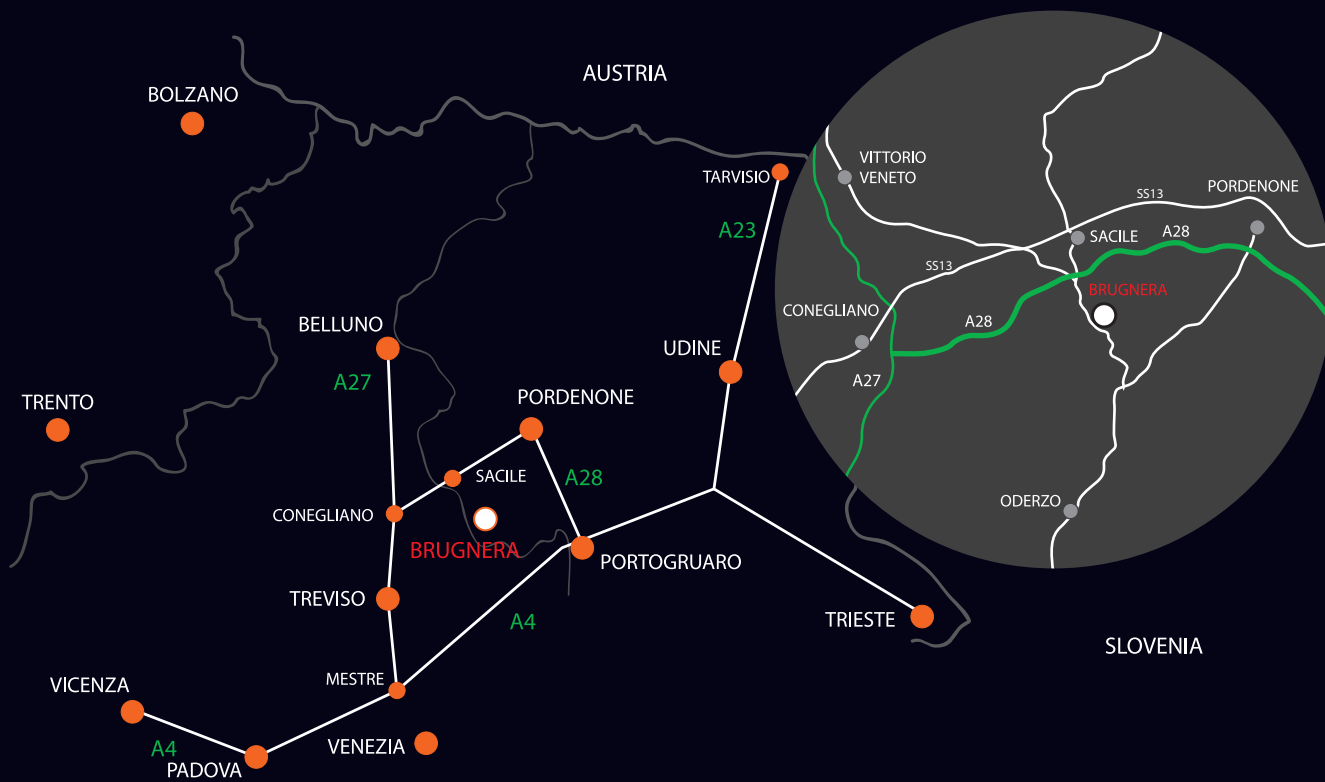 AUSTRIA
BOLZANO
TARVISIO
A23
BELLUNO
UDINE
A27
TRENTO
PORDENONE
SACILE
A28
CONEGLIANO
BRUGNERA
PORTOGRUARO
TREVISO
A4
TRIESTE
SLOVENIA
MESTRE
VICENZA
A4
VENEZIA
PADOVA
VITTORIO
VENETO
SS13
PORDENONE
SACILE
A28
SS13
BRUGNERA
CONEGLIANO
A28
A27
ODERZO